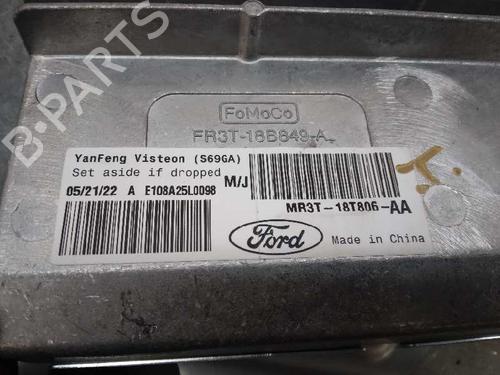 FoMoCo
FR3T-18B849-A
YanFeng Visteon (S69GA)
Set aside if dropped
05/21/22 A E108A25L0098
M/J
MR3T-18T806-AA
Ford
Made in China
B-PARTS